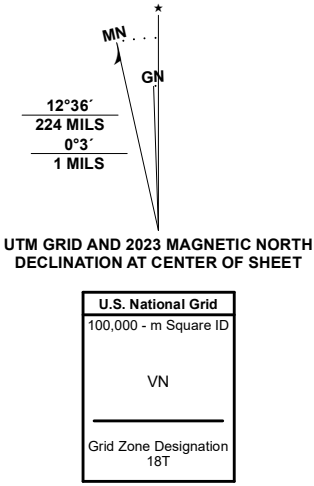 ★
MN
GN
12°36´
224 MILS
0°3´
1 MILS
UTM GRID AND 2023 MAGNETIC NORTH
DECLINATION AT CENTER OF SHEET
U.S. National Grid
100,000 - m Square ID
VN
Grid Zone Designation
18T